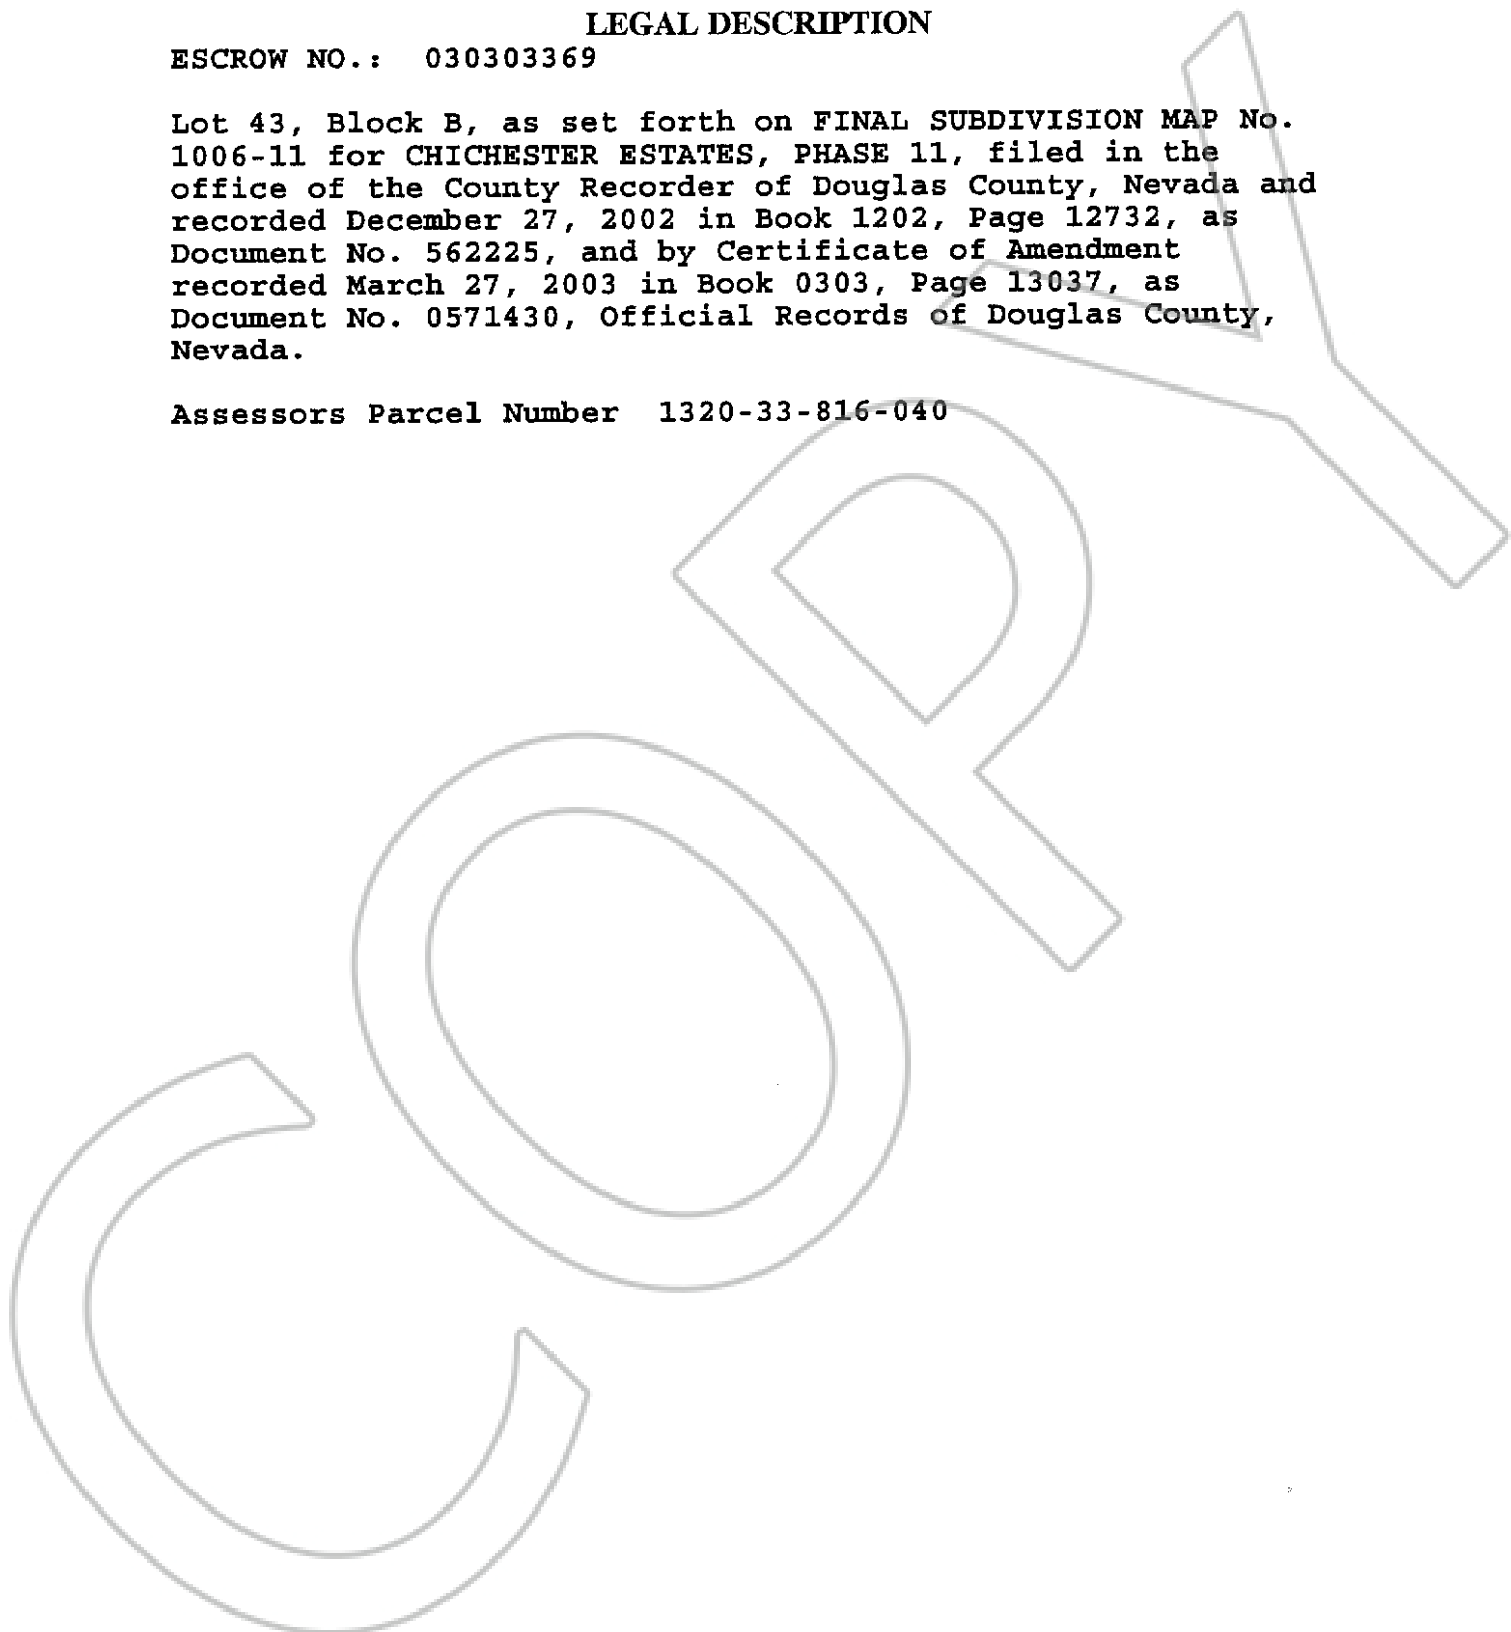 LEGAL DESCRIPTION
ESCROW NO.: 030303369
Lot 43, Block B, as set forth on FINAL SUBDIVISION MAP No.
1006-11 for CHICHESTER ESTATES, PHASE 11, filed in the
office of the County Recorder of Douglas County, Nevada and
recorded December 27, 2002 in Book 1202, Page 12732, as
Document No. 562225, and by Certificate of Amendment
recorded March 27, 2003 in Book 0303, Page 13037, as
Document No. 0571430, Official Records of Douglas County,
Nevada.
Assessors Parcel Number 1320-33-816-040
COPY